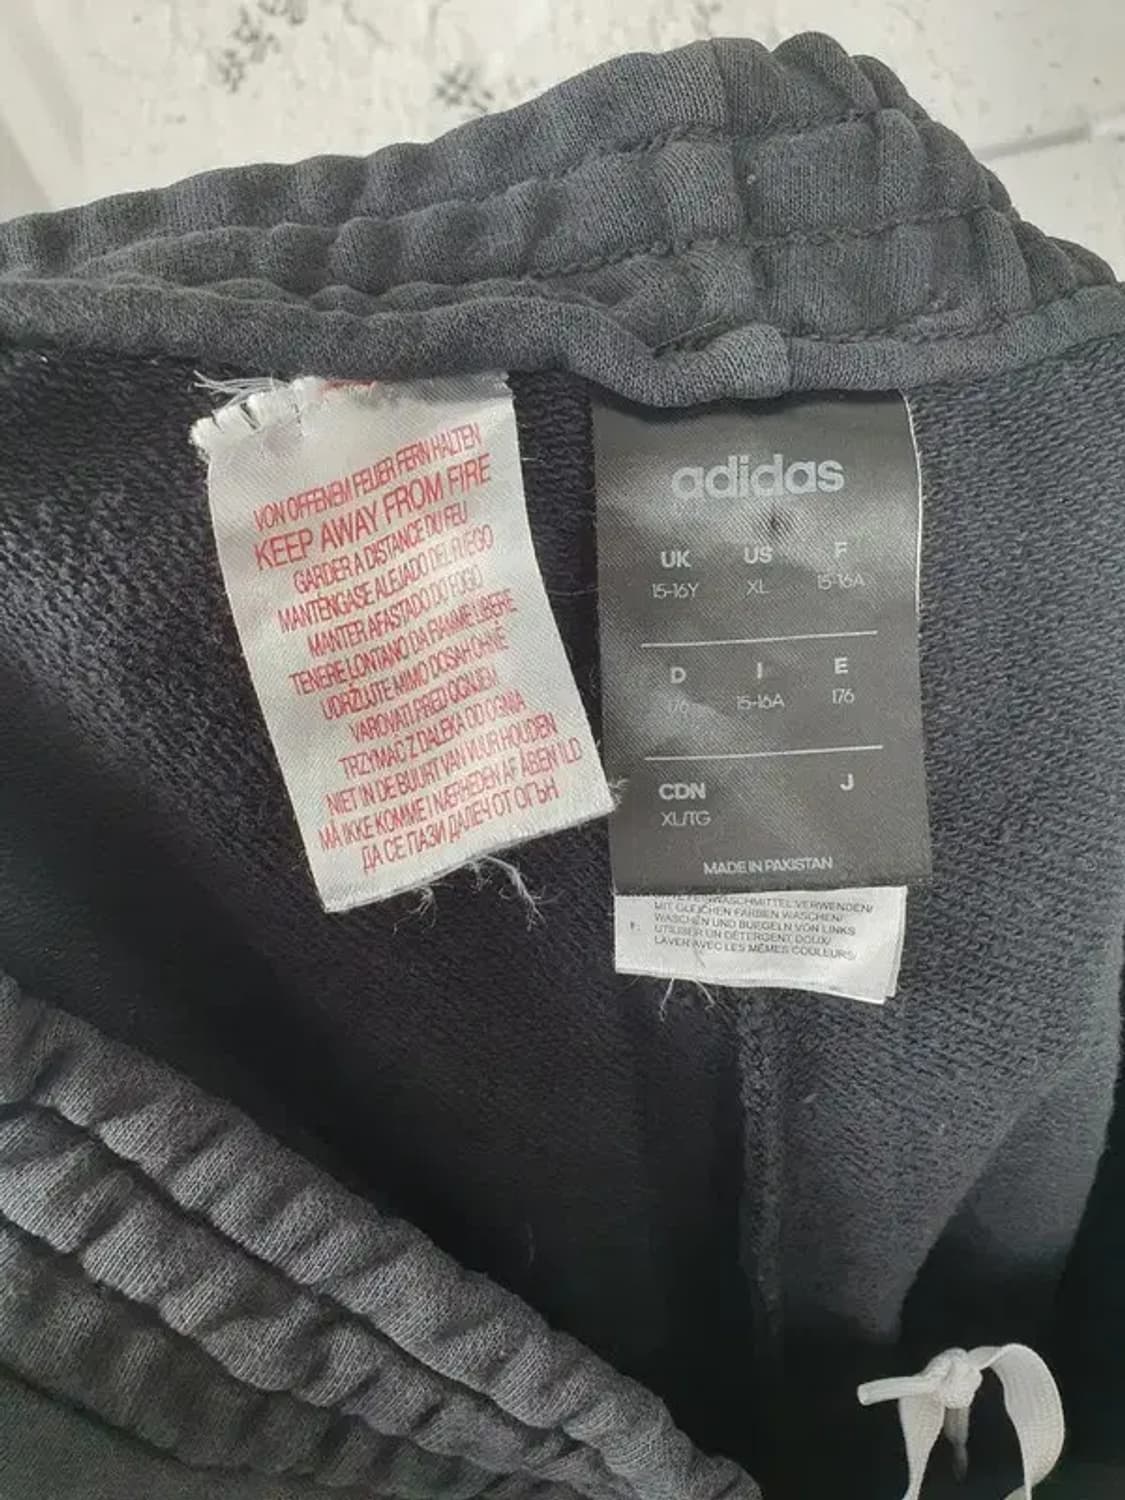 VON OFFENEM FEUER FERN HALTEN
KEEP AWAY FROM FIRE
GARDER A DISTANCE DU FEU
MANTENGASE ALEJADO DEL FUEGO
MANTER AFASTADO DO FOGO
TENERE LONTANO DA FIAMME LIBERE
UDRŽUJTE MIMO DOSAH OHNĚ
VAROVATI PRED OGNJEM
TRZYMAĆ Z DALEKA OD OGNIA
NIET IN DE BUURT VAN VUUR HOUDEN
MÅ IKKE KOMME I NÆRHEDEN AF ÅBEN ILD
ДА СЕ ПАЗИ ДАЛЕЧ ОТ ОГЪН
adidas
UK US F
15-16Y XL 15-16A
D I E
176 15-16A 176
CDN J
XL/TG
MADE IN PAKISTAN
FEINWASCHMITTEL VERWENDEN/
MIT GLEICHEN FARBEN WASCHEN/
WASCHEN UND BUEGELN VON LINKS
F: UTILISER UN DETERGENT DOUX/
LAVER AVEC LES MÊMES COULEURS/